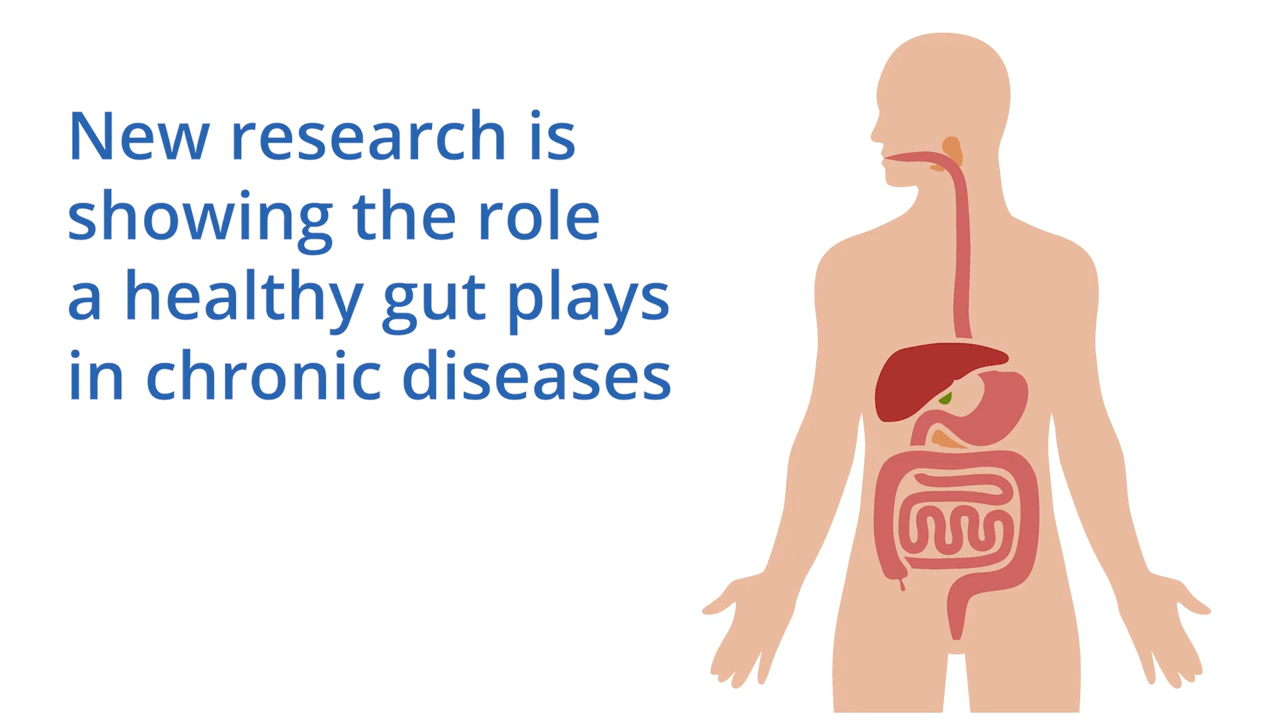 New research is
showing the role
a healthy gut plays
in chronic diseases